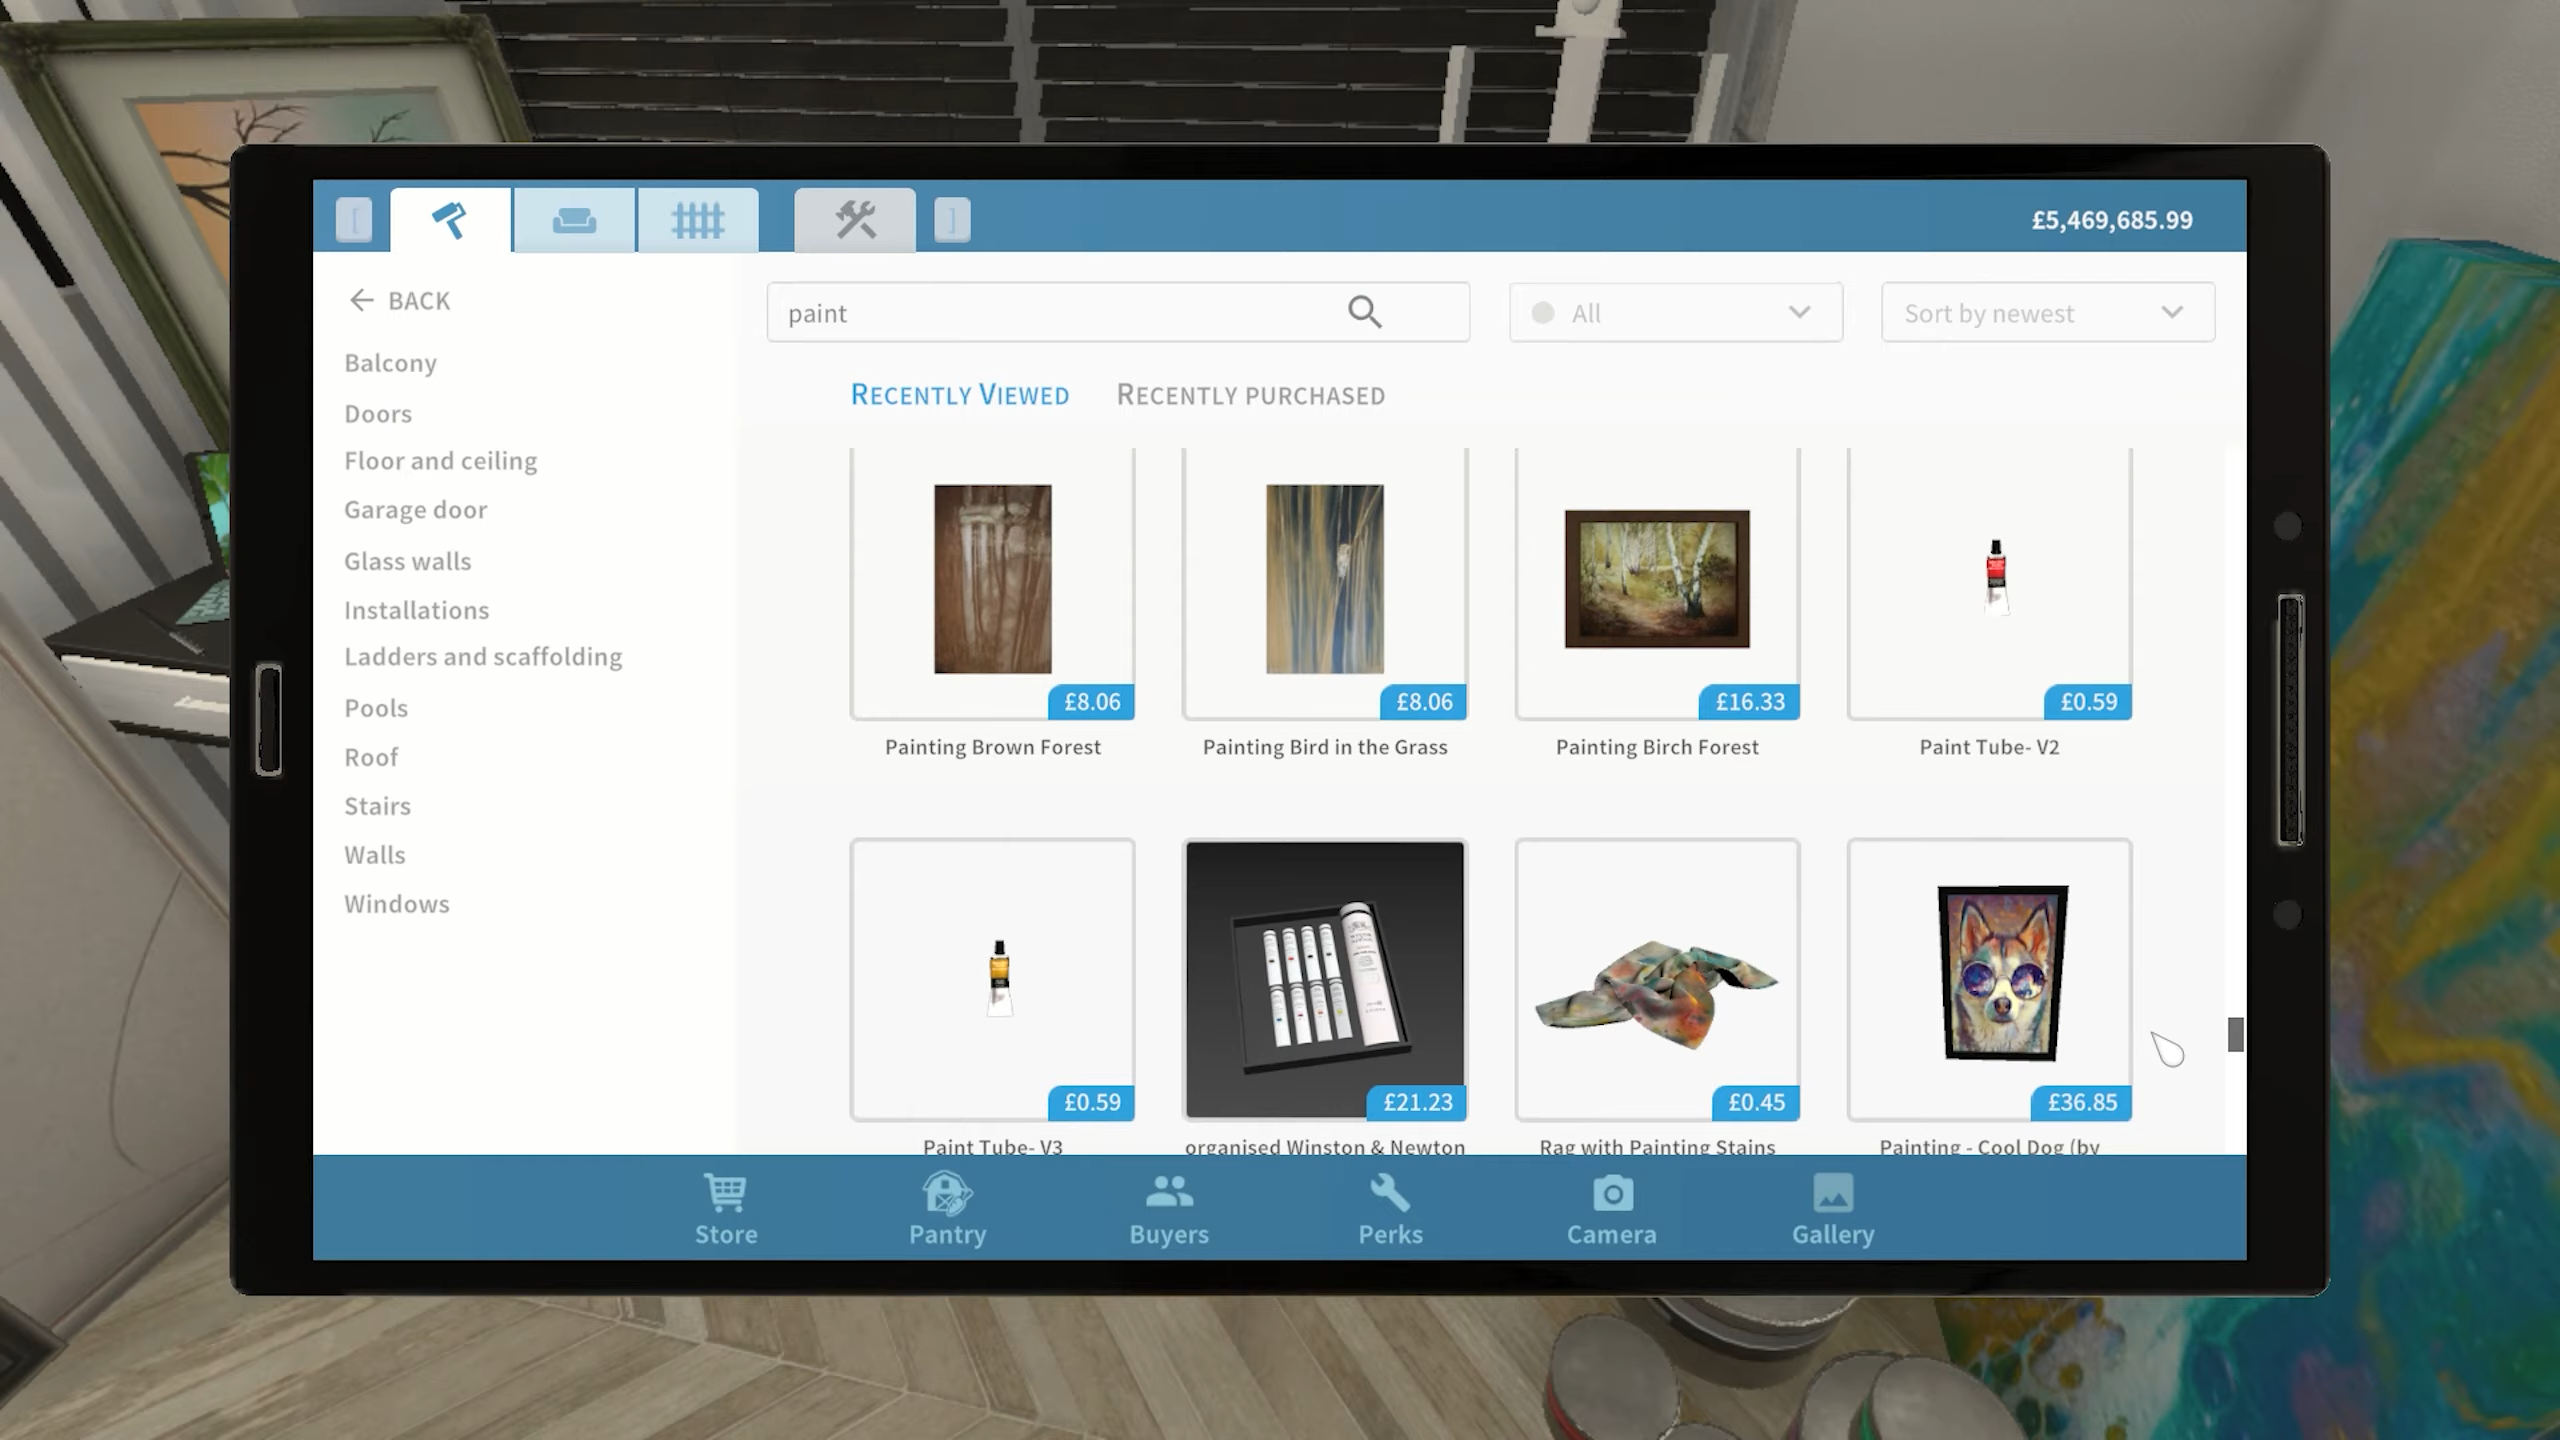 [
]
£5,469,685.99
BACK
paint
All
Sort by newest
Balcony
Doors
Floor and ceiling
Garage door
Glass walls
Installations
Ladders and scaffolding
Pools
Roof
Stairs
Walls
Windows
RECENTLY VIEWED
RECENTLY PURCHASED
£8.06
£8.06
£16.33
£0.59
Painting Brown Forest
Painting Bird in the Grass
Painting Birch Forest
Paint Tube- V2
£0.59
£21.23
£0.45
£36.85
Paint Tube- V3
organised Winston & Newton
Rag with Painting Stains
Painting - Cool Dog (by
Store
Pantry
Buyers
Perks
Camera
Gallery